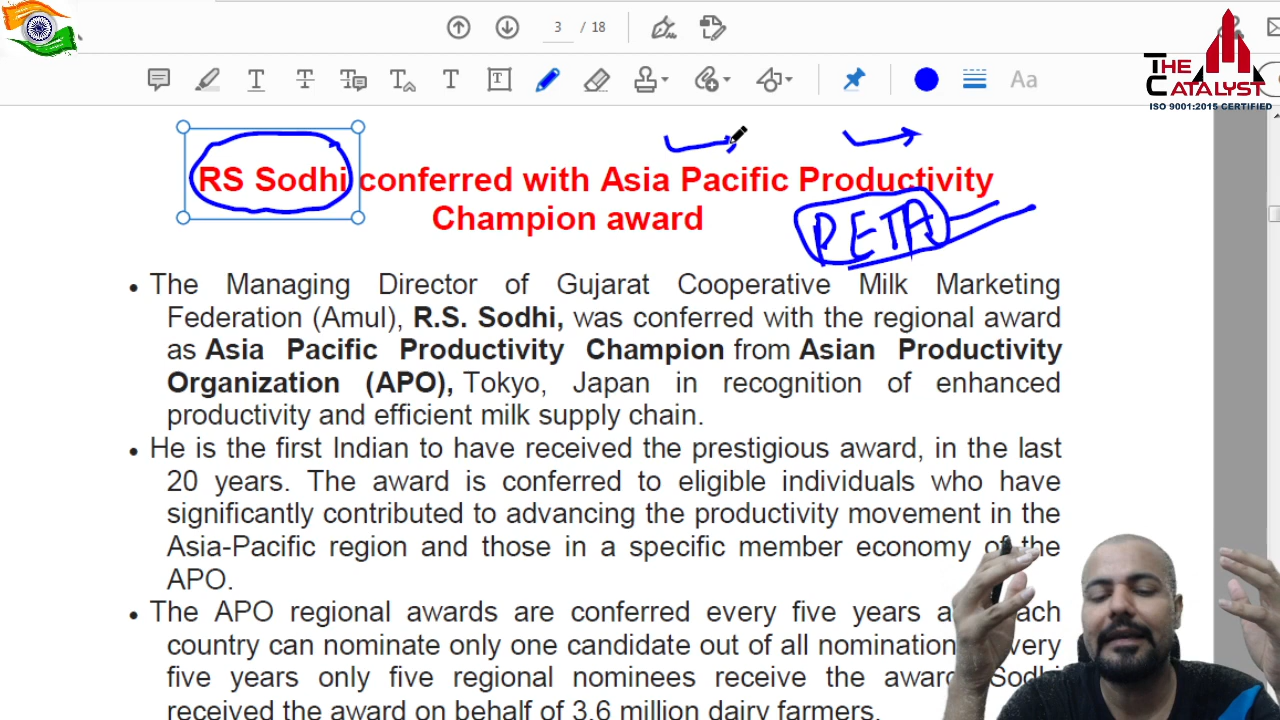 3 / 18
THE
CATALYST
ISO 9001:2015 CERTIFIED
T T T T T T Aa
RS Sodhi conferred with Asia Pacific Productivity
Champion award
PETA
• The Managing Director of Gujarat Cooperative Milk Marketing
Federation (Amul), R.S. Sodhi, was conferred with the regional award
as Asia Pacific Productivity Champion from Asian Productivity
Organization (APO), Tokyo, Japan in recognition of enhanced
productivity and efficient milk supply chain.
• He is the first Indian to have received the prestigious award, in the last
20 years. The award is conferred to eligible individuals who have
significantly contributed to advancing the productivity movement in the
Asia-Pacific region and those in a specific member economy of the
APO.
• The APO regional awards are conferred every five years
country can nominate only one candidate out of all
five years only five regional nominees receive the award
received the award on behalf of 3.6 million dairy farmers.